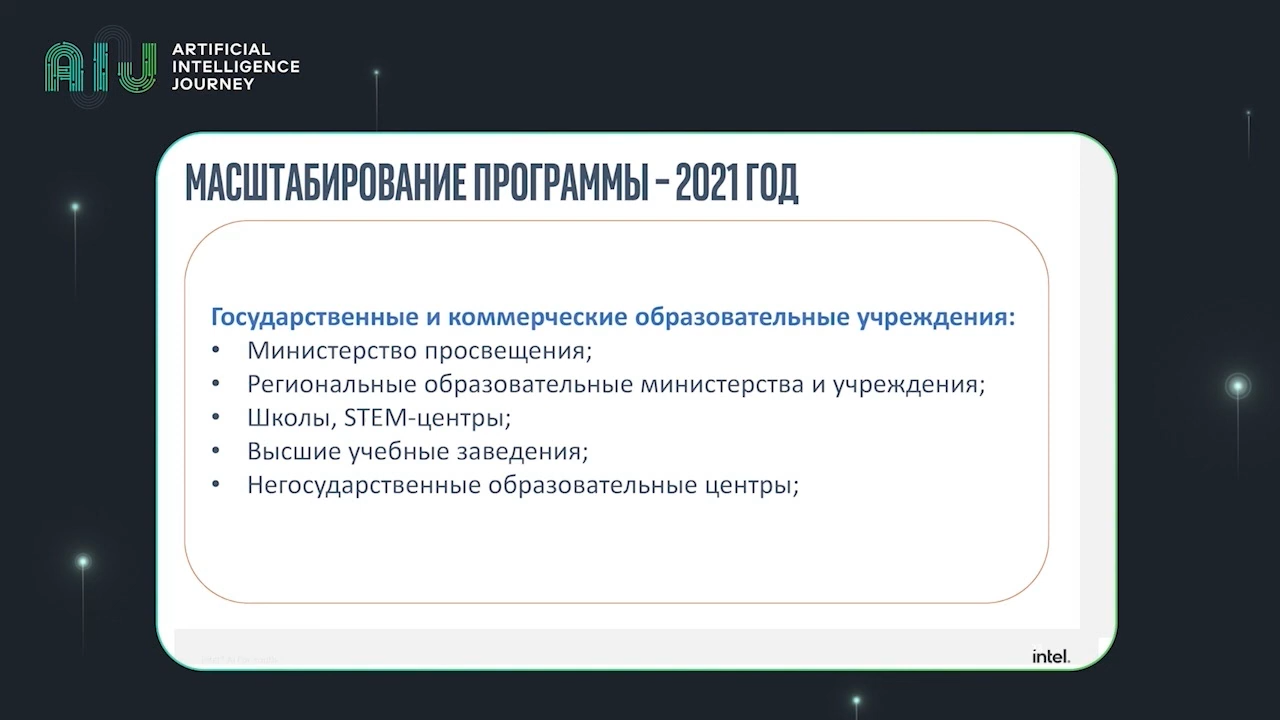 ARTIFICIAL
INTELLIGENCE
JOURNEY
МАСШТАБИРОВАНИЕ ПРОГРАММЫ – 2021 ГОД
Государственные и коммерческие образовательные учреждения:
• Министерство просвещения;
• Региональные образовательные министерства и учреждения;
• Школы, STEM-центры;
• Высшие учебные заведения;
• Негосударственные образовательные центры;
intel.